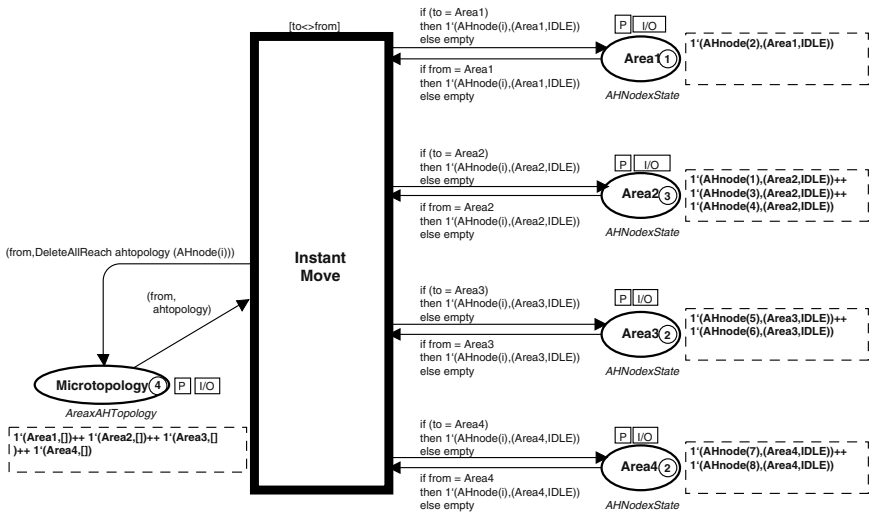 [to<>from]
if (to = Area1)
then 1‘(AHNode(i),(Area1,IDLE))
else empty
if from = Area1
then 1‘(AHNode(i),(Area1,IDLE))
else empty
P I/O
Area1 1
AHNodexState
1‘(AHnode(2),(Area1,IDLE))
if (to = Area2)
then 1‘(AHNode(i),(Area2,IDLE))
else empty
if from = Area2
then 1‘(AHNode(i),(Area2,IDLE))
else empty
P I/O
Area2 3
AHNodexState
1‘(AHnode(1),(Area2,IDLE))++
1‘(AHnode(3),(Area2,IDLE))++
1‘(AHnode(4),(Area2,IDLE))
Instant
Move
(from,DeleteAllReach ahtopology (AHnode(i)))
(from,
ahtopology)
if (to = Area3)
then 1‘(AHNode(i),(Area3,IDLE))
else empty
if from = Area3
then 1‘(AHNode(i),(Area3,IDLE))
else empty
P I/O
Area3 2
AHNodexState
1‘(AHnode(5),(Area3,IDLE))++
1‘(AHnode(6),(Area3,IDLE))
Microtopology 4 P I/O
AreaxAHTopology
1‘(Area1,[])++ 1‘(Area2,[])++ 1‘(Area3,[]
)++ 1‘(Area4,[])
if (to = Area4)
then 1‘(AHNode(i),(Area4,IDLE))
else empty
if from = Area4
then 1‘(AHNode(i),(Area4,IDLE))
else empty
P I/O
Area4 2
AHNodexState
1‘(AHnode(7),(Area4,IDLE))++
1‘(AHnode(8),(Area4,IDLE))